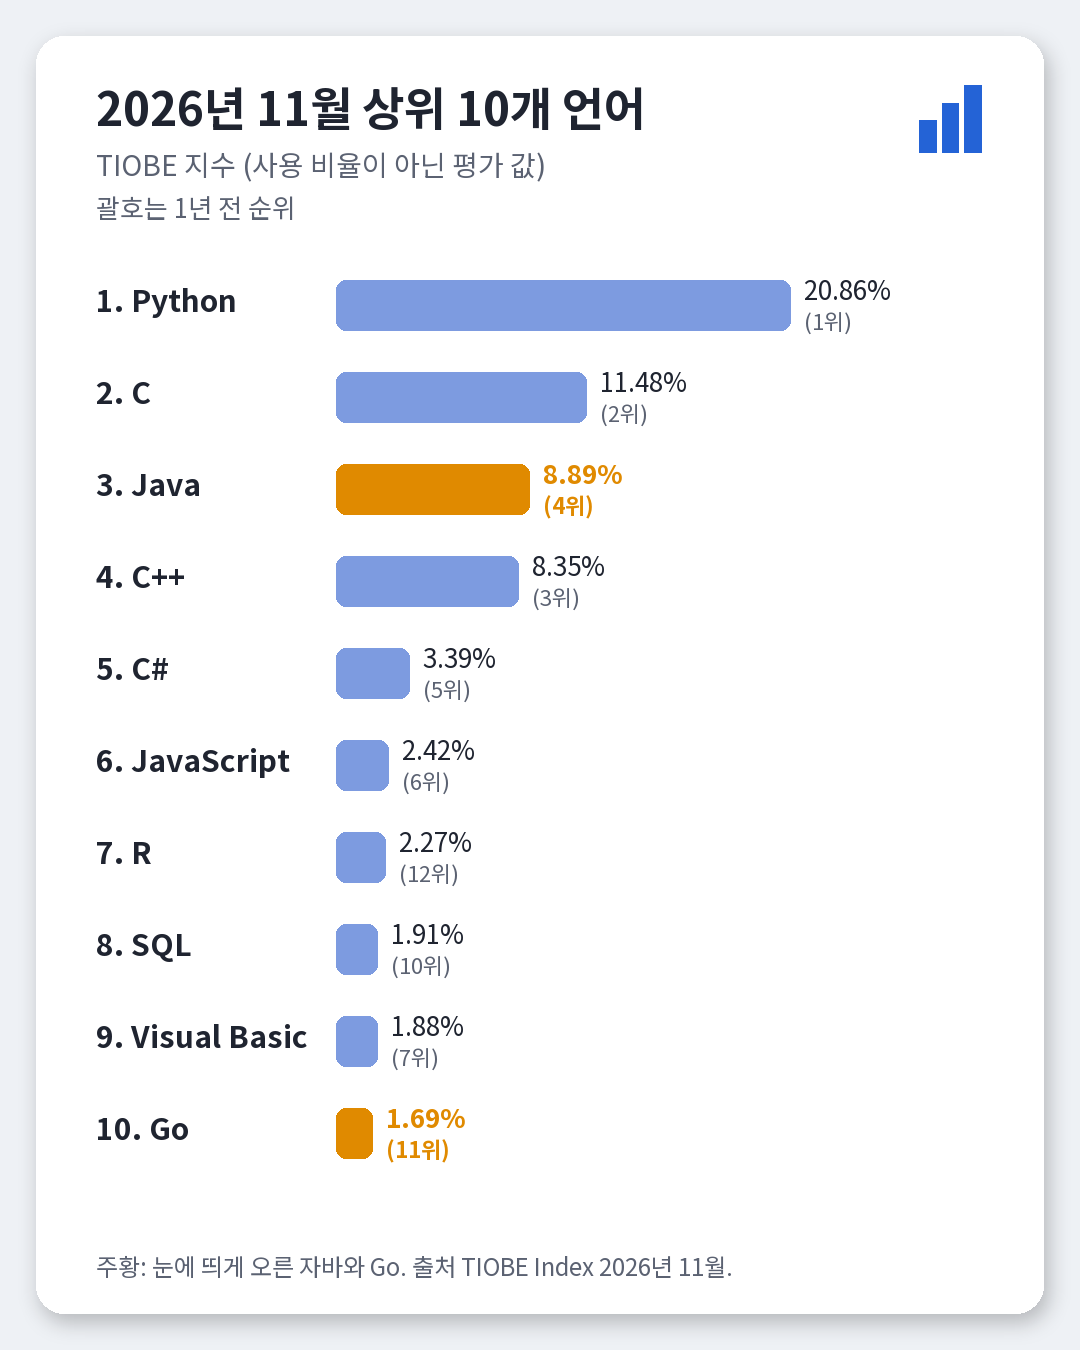 2026년 11월 상위 10개 언어
TIOBE 지수 (사용 비율이 아닌 평가 값)
괄호는 1년 전 순위
1. Python
20.86%
(1위)
2. C
11.48%
(2위)
3. Java
8.89%
(4위)
4. C++
8.35%
(3위)
5. C#
3.39%
(5위)
6. JavaScript
2.42%
(6위)
7. R
2.27%
(12위)
8. SQL
1.91%
(10위)
9. Visual Basic
1.88%
(7위)
10. Go
1.69%
(11위)
주황: 눈에 띄게 오른 자바와 Go. 출처 TIOBE Index 2026년 11월.